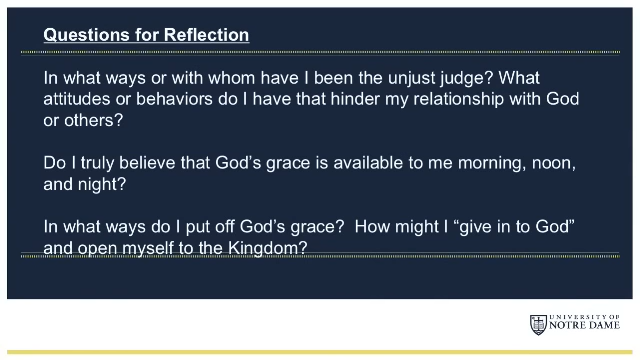 Questions for Reflection
In what ways or with whom have I been the unjust judge? What
attitudes or behaviors do I have that hinder my relationship with God
or others?
Do I truly believe that God’s grace is available to me morning, noon,
and night?
In what ways do I put off God’s grace?  How might I “give in to God”
and open myself to the Kingdom?
UNIVERSITY OF
NOTRE DAME